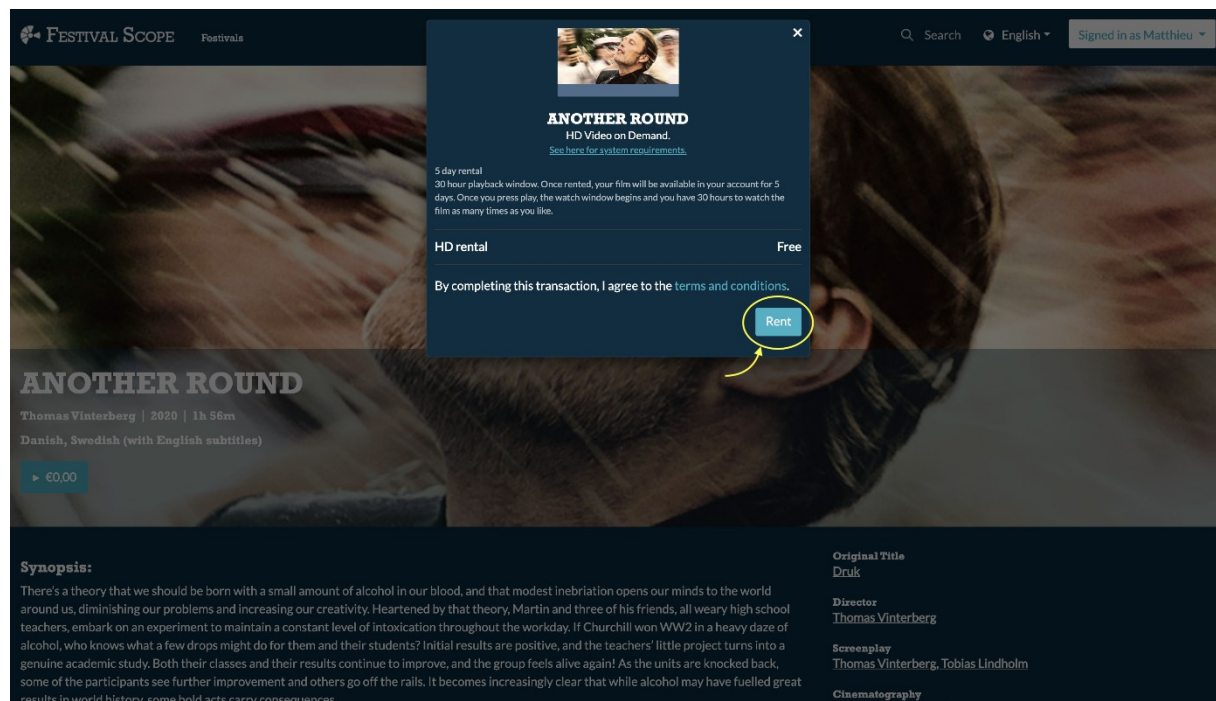 FESTIVAL SCOPE
Festivals
Search
English
Signed in as Matthieu
×
ANOTHER ROUND
HD Video on Demand.
See here for system requirements.
5 day rental
30 hour playback window. Once rented, your film will be available in your account for 5
days. Once you press play, the watch window begins and you have 30 hours to watch the
film as many times as you like.
HD rental
Free
By completing this transaction, I agree to the terms and conditions.
Rent
ANOTHER ROUND
Thomas Vinterberg | 2020 | 1h 56m
Danish, Swedish (with English subtitles)
€0,00
Synopsis:
There's a theory that we should be born with a small amount of alcohol in our blood, and that modest inebriation opens our minds to the world
around us, diminishing our problems and increasing our creativity. Heartened by that theory, Martin and three of his friends, all weary high school
teachers, embark on an experiment to maintain a constant level of intoxication throughout the workday. If Churchill won WW2 in a heavy daze of
alcohol, who knows what a few drops might do for them and their students? Initial results are positive, and the teachers' little project turns into a
genuine academic study. Both their classes and their results continue to improve, and the group feels alive again! As the units are knocked back,
some of the participants see further improvement and others go off the rails. It becomes increasingly clear that while alcohol may have fuelled great
results in world history, some bold acts carry consequences.
Original Title
Druk
Director
Thomas Vinterberg
Screenplay
Thomas Vinterberg, Tobias Lindholm
Cinematography